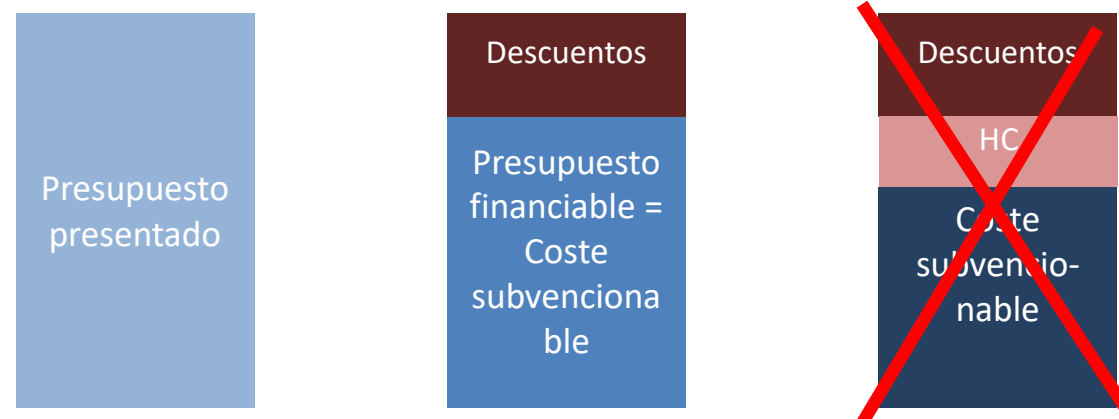 Presupuesto
presentado
Descuentos
Presupuesto
financiable =
Coste
subvenciona
ble
Descuentos
HC
Coste
subvencio-
nable